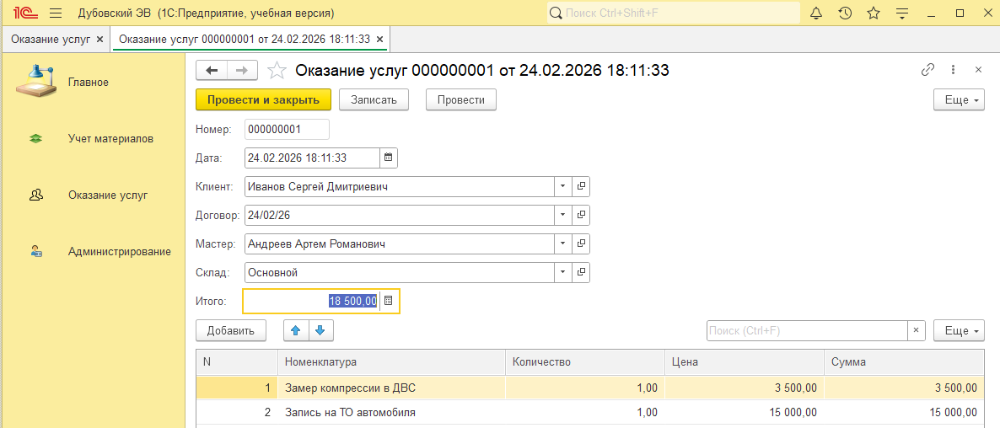 1С Дубовский ЭВ (1С:Предприятие, учебная версия) Поиск Ctrl+Shift+F
Оказание услуг × Оказание услуг 000000001 от 24.02.2026 18:11:33 ×
Главное
Учет материалов
Оказание услуг
Администрирование
Оказание услуг 000000001 от 24.02.2026 18:11:33
Провести и закрыть Записать Провести Еще
Номер: 000000001
Дата: 24.02.2026 18:11:33
Клиент: Иванов Сергей Дмитриевич
Договор: 24/02/26
Мастер: Андреев Артем Романович
Склад: Основной
Итого: 18 500,00
Добавить Поиск (Ctrl+F) × Еще
N Номенклатура Количество Цена Сумма
1 Замер компрессии в ДВС 1,00 3 500,00 3 500,00
2 Запись на ТО автомобиля 1,00 15 000,00 15 000,00